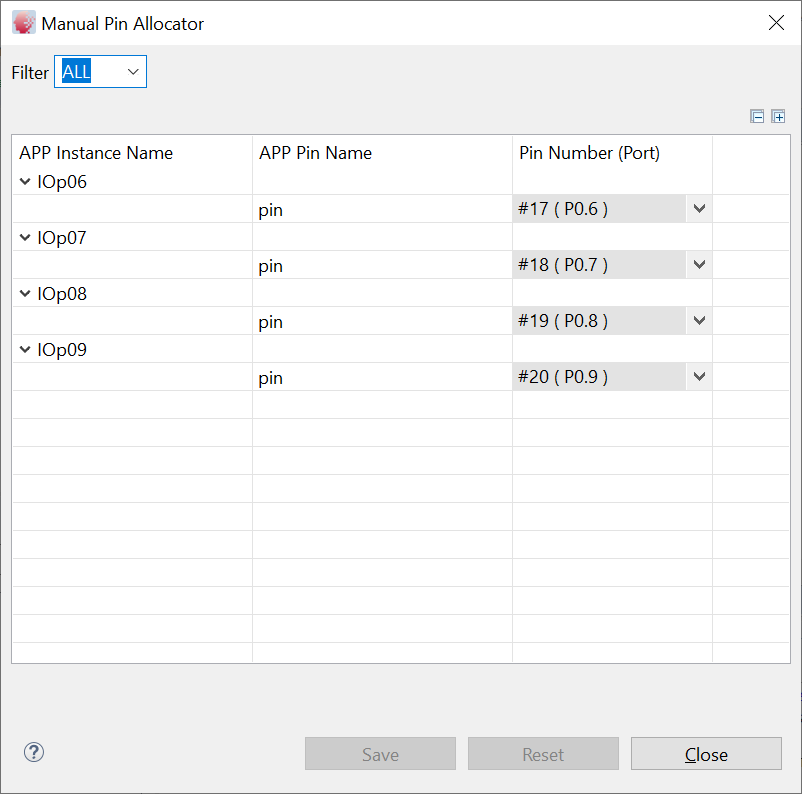 Manual Pin Allocator
Filter ALL
APP Instance Name APP Pin Name Pin Number (Port)
IOp06
pin #17 ( P0.6 )
IOp07
pin #18 ( P0.7 )
IOp08
pin #19 ( P0.8 )
IOp09
pin #20 ( P0.9 )
? Save Reset Close